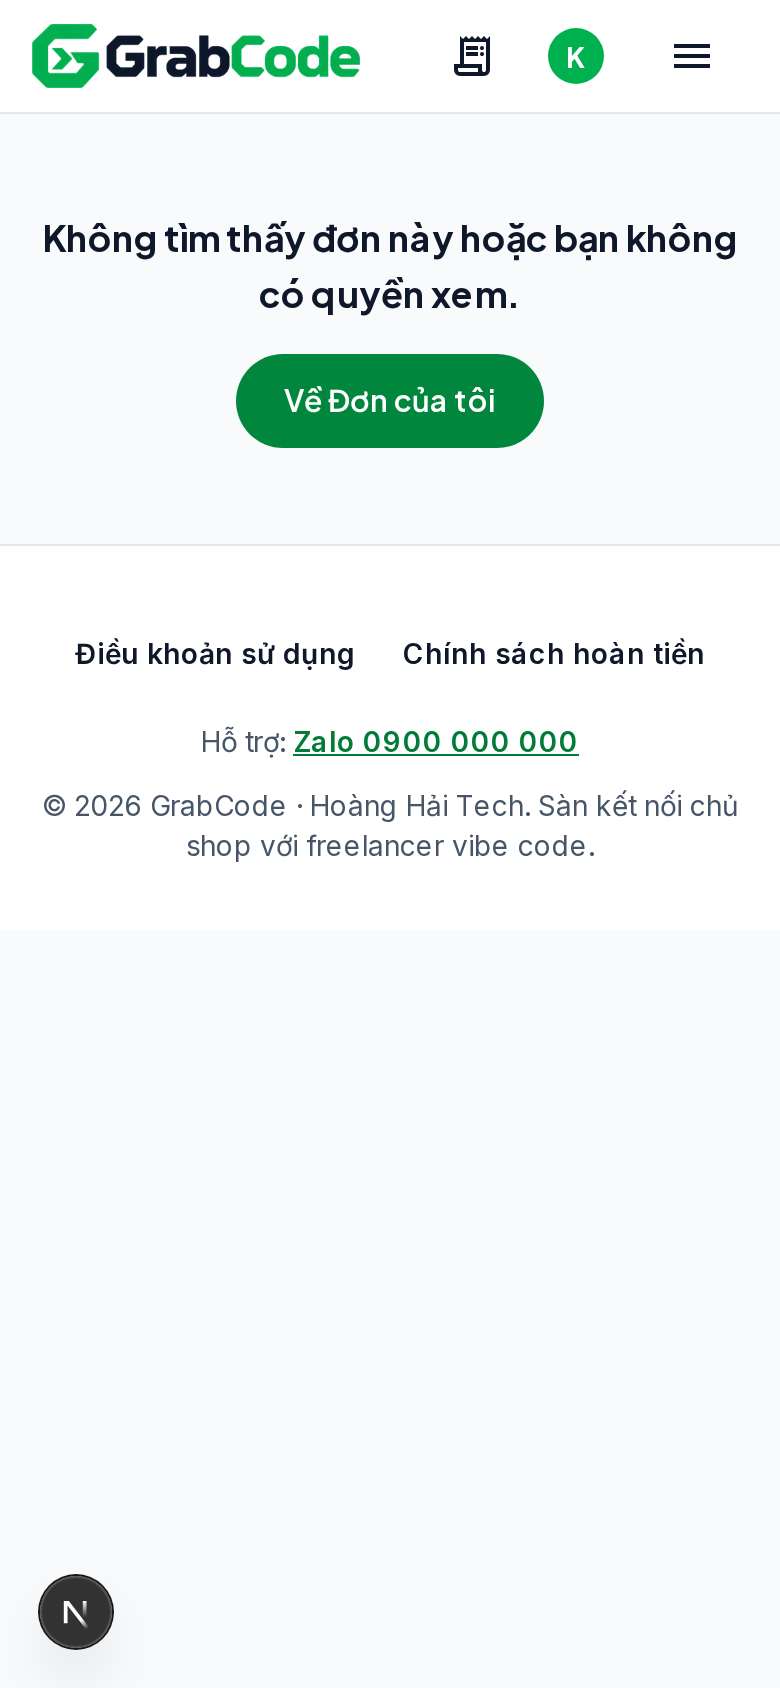 GrabCode
K
Không tìm thấy đơn này hoặc bạn không
có quyền xem.
Về Đơn của tôi
Điều khoản sử dụng
Chính sách hoàn tiền
Hỗ trợ: Zalo 0900 000 000
© 2026 GrabCode · Hoàng Hải Tech. Sàn kết nối chủ
shop với freelancer vibe code.
N